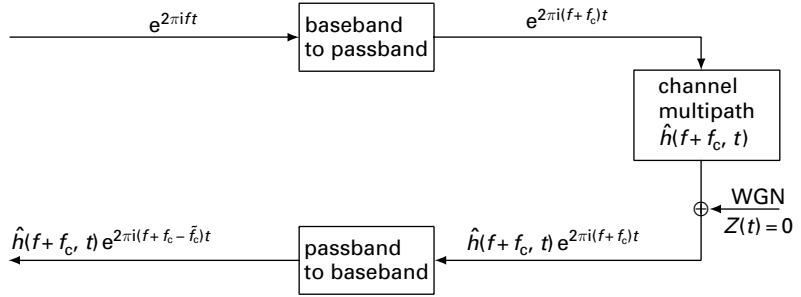 e^{2πift}
baseband
to passband
e^{2πi(f+f_c)t}
channel
multipath
ĥ(f+f_c, t)
WGN
Z(t)=0
ĥ(f+f_c, t) e^{2πi(f+f_c)t}
passband
to baseband
ĥ(f+f_c, t) e^{2πi(f+f_c−f̃_c)t}